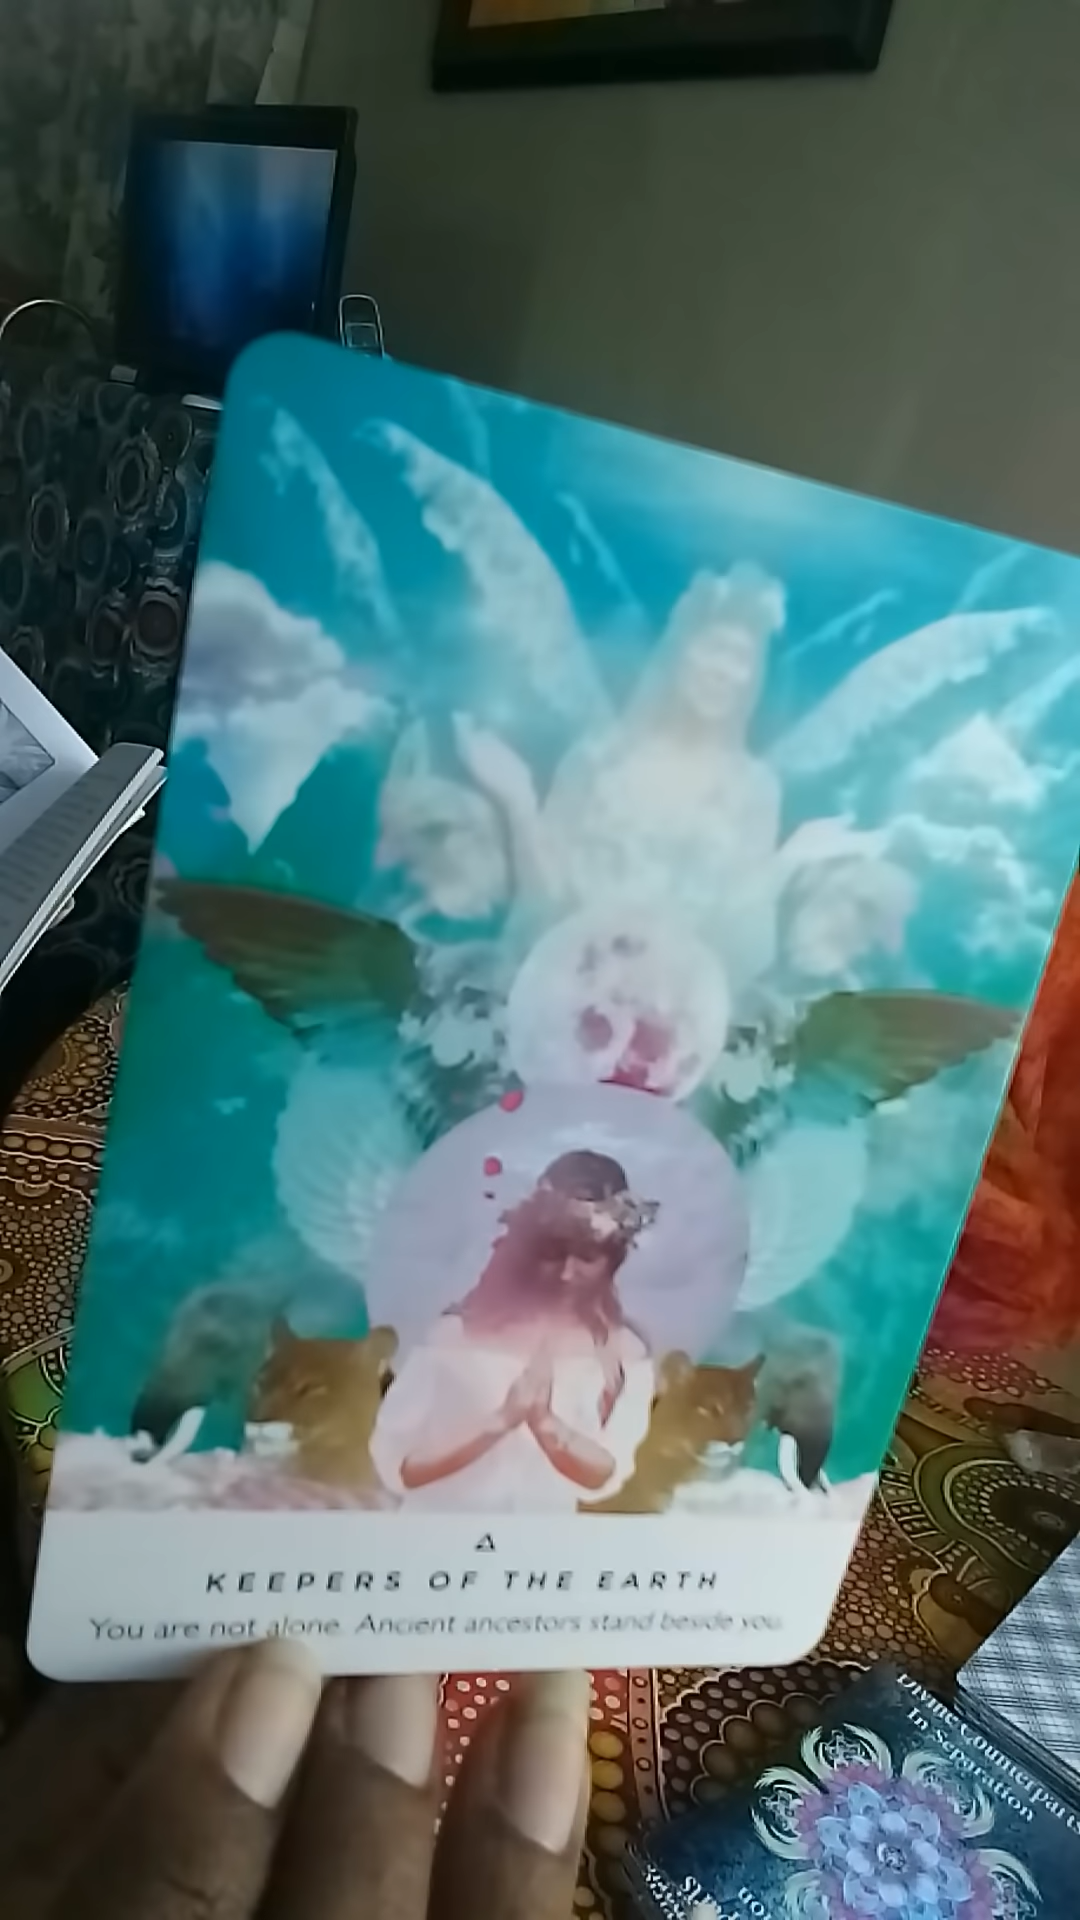 KEEPERS OF THE EARTH
You are not alone. Ancient ancestors stand beside you.
Divine Counterparts
In Separation